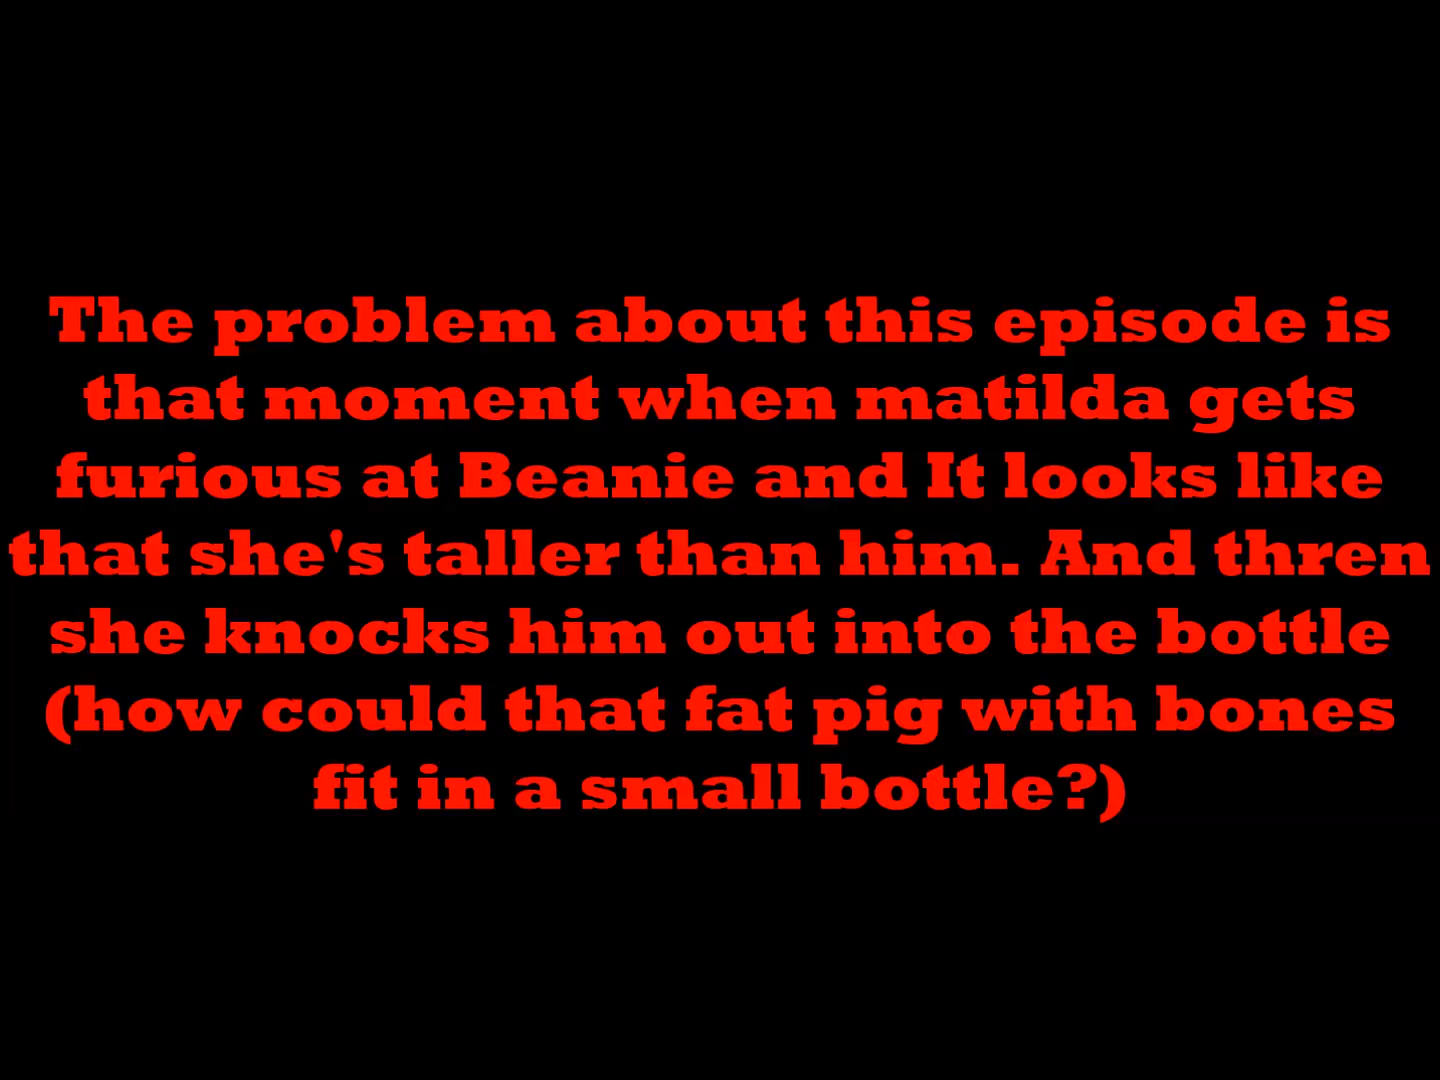 The problem about this episode is
that moment when matilda gets
furious at Beanie and It looks like
that she's taller than him. And thren
she knocks him out into the bottle
(how could that fat pig with bones
fit in a small bottle?)